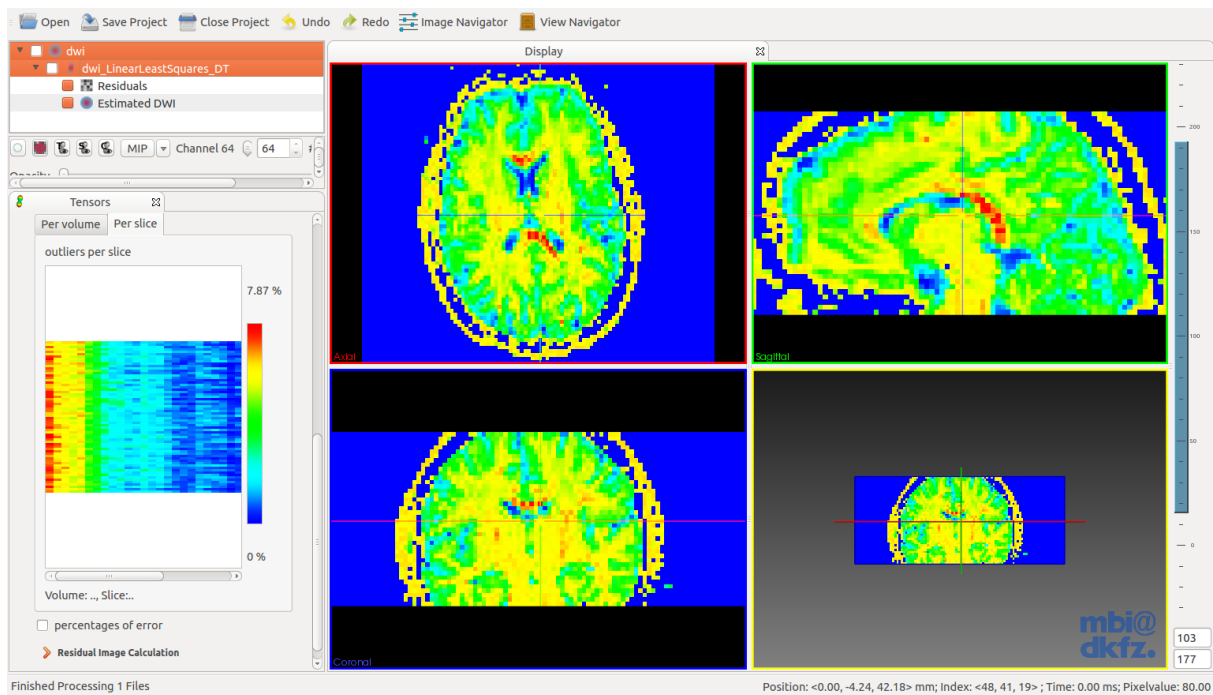 Open Save Project Close Project Undo Redo Image Navigator View Navigator
dwi
dwi_LinearLeastSquares_DT
Residuals
Estimated DWI
MIP Channel 64 64
Opacity
Tensors
Per volume Per slice
outliers per slice
7.87 %
0 %
Volume: .., Slice:..
percentages of error
Residual Image Calculation
Display
Axial
Sagittal
Coronal
mbi@
dkfz.
200
150
100
50
0
103
177
Finished Processing 1 Files
Position: <0.00, -4.24, 42.18> mm; Index: <48, 41, 19> ; Time: 0.00 ms; Pixelvalue: 80.00